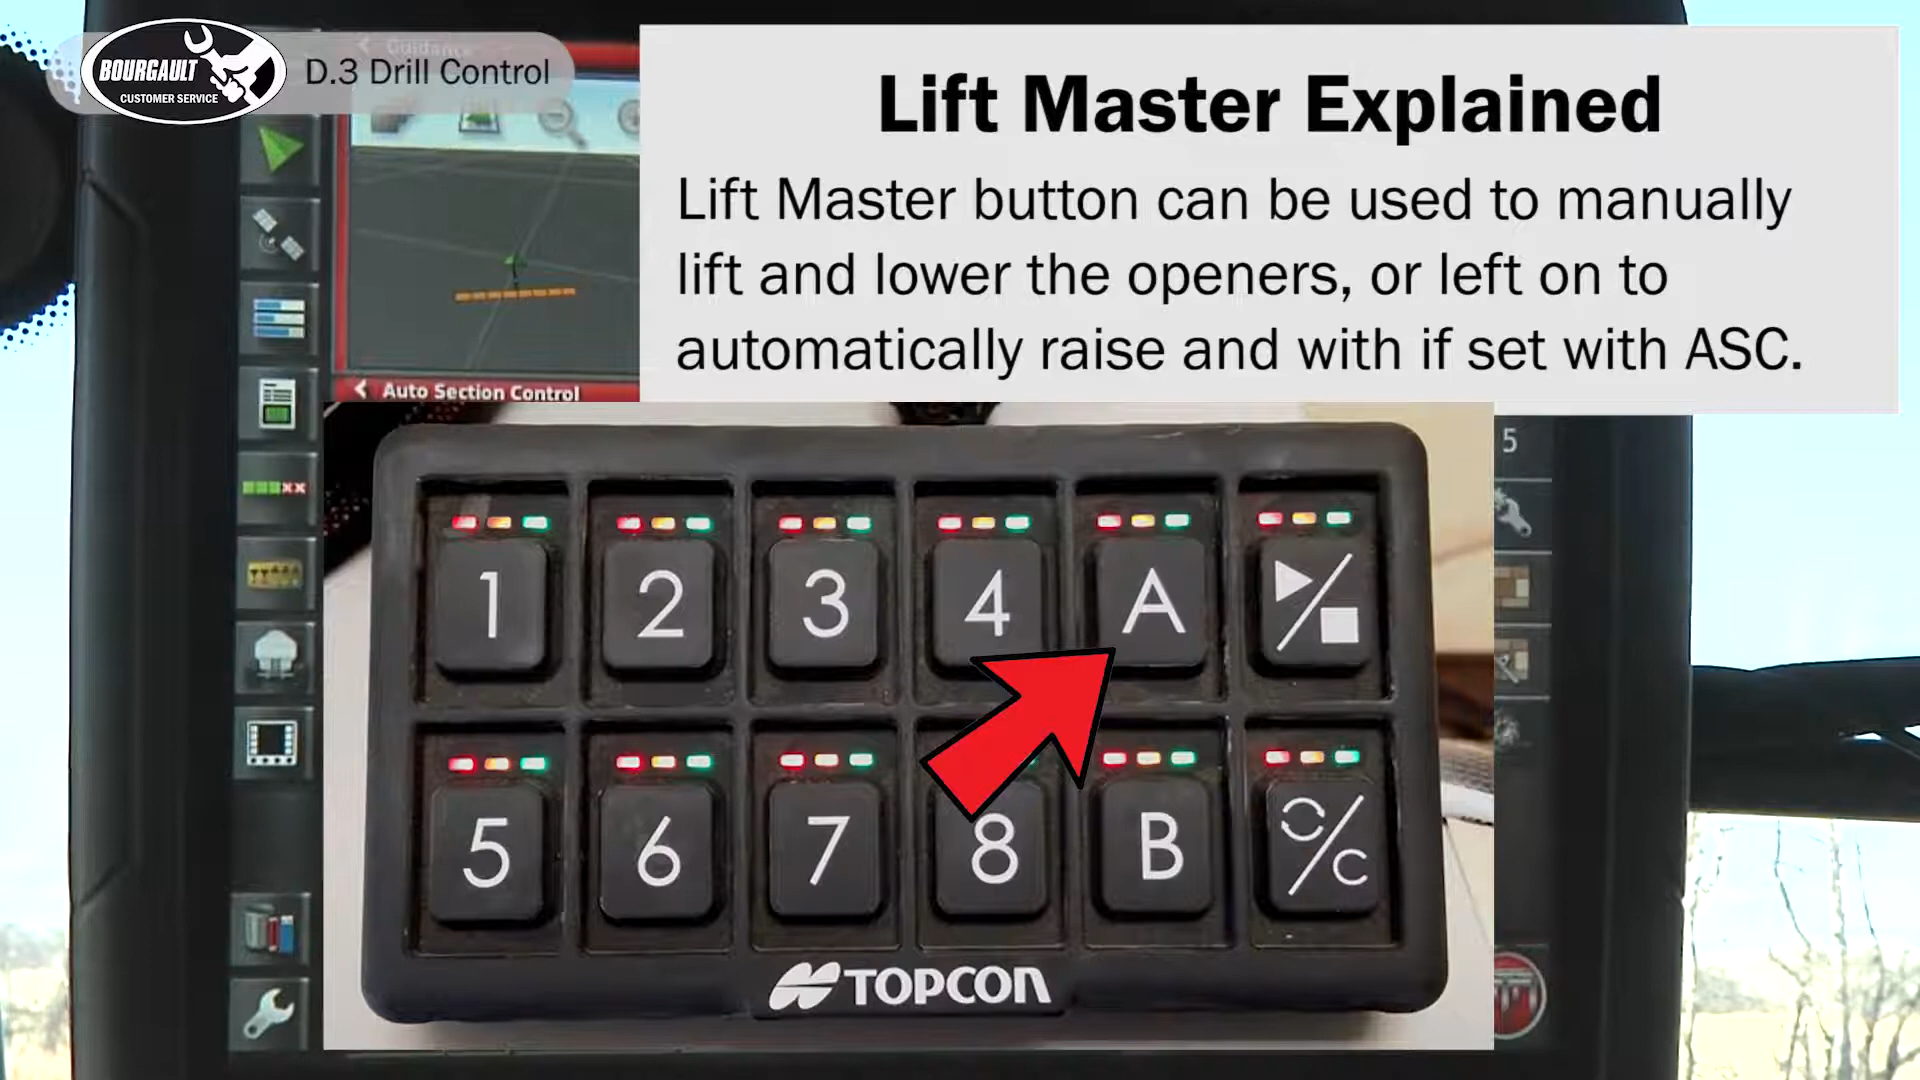 BOURGAULT
CUSTOMER SERVICE
D.3 Drill Control
Guidance
Lift Master Explained
Lift Master button can be used to manually
lift and lower the openers, or left on to
automatically raise and with if set with ASC.
Auto Section Control
5
1 2 3 4 A
5 6 7 8 B C
TOPCON